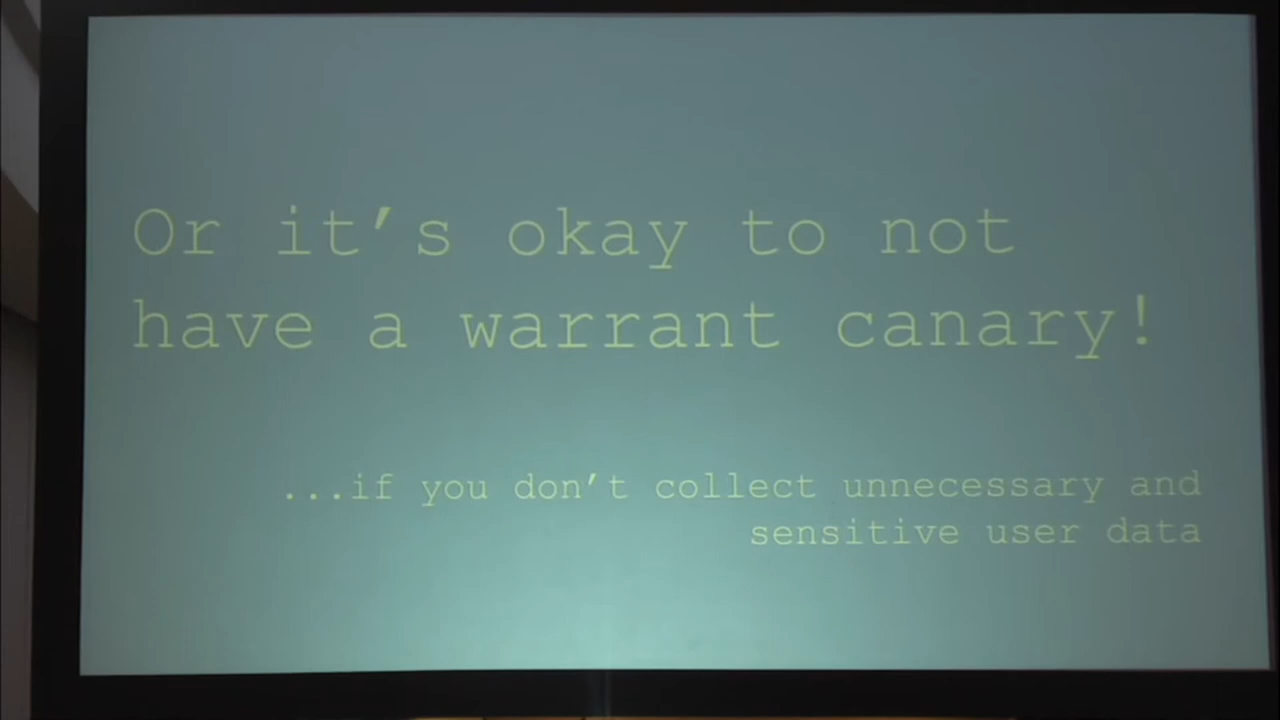 Or it’s okay to not
have a warrant canary!
...if you don’t collect unnecessary and
sensitive user data